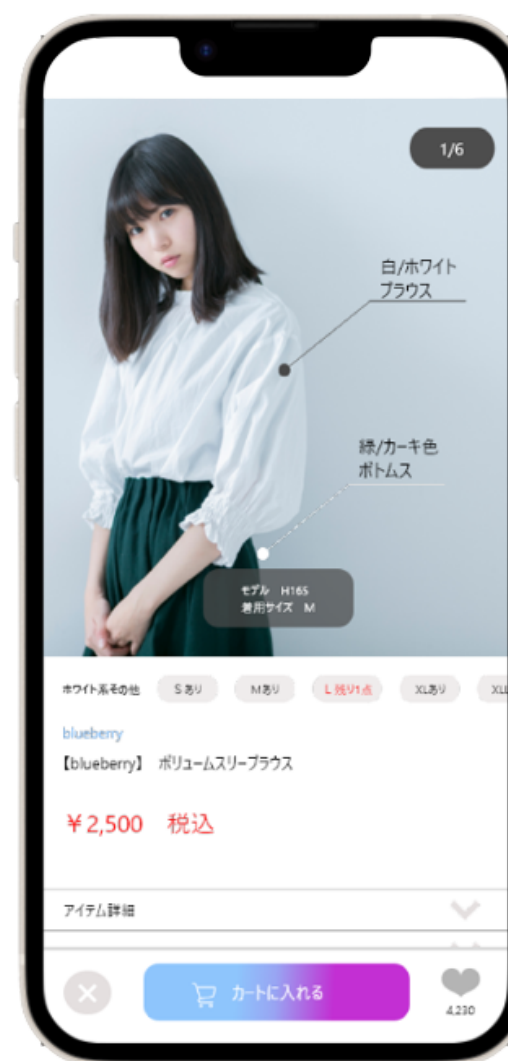 1/6
白/ホワイト
ブラウス
緑/カーキ色
ボトムス
モデル H165
着用サイズ M
ホワイト系その他 S あり Mあり L 残り1点 XLあり XLL
blueberry
【blueberry】 ボリュームスリーブラウス
￥2,500 税込
アイテム詳細
カートに入れる
4,230